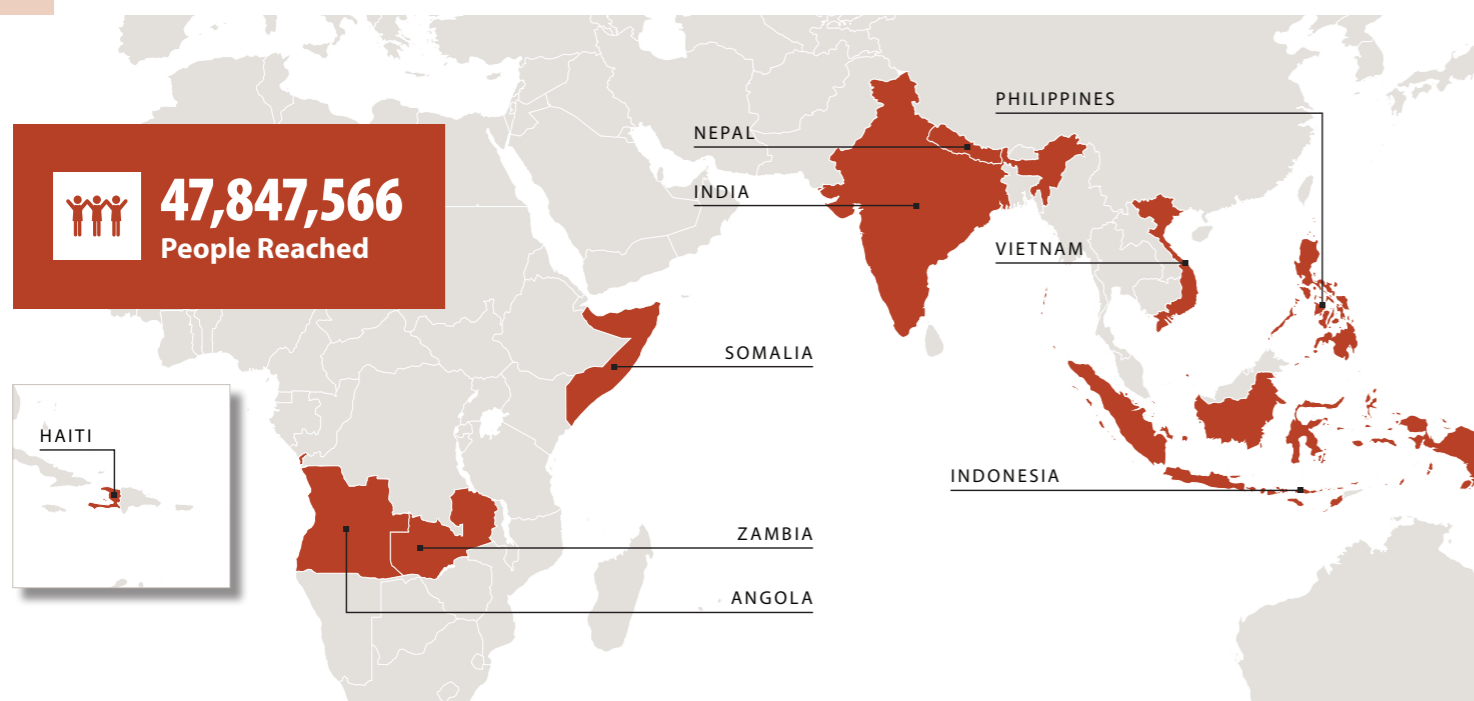 PHILIPPINES
NEPAL
47,847,566
People Reached
INDIA
VIETNAM
SOMALIA
HAITI
INDONESIA
ZAMBIA
ANGOLA